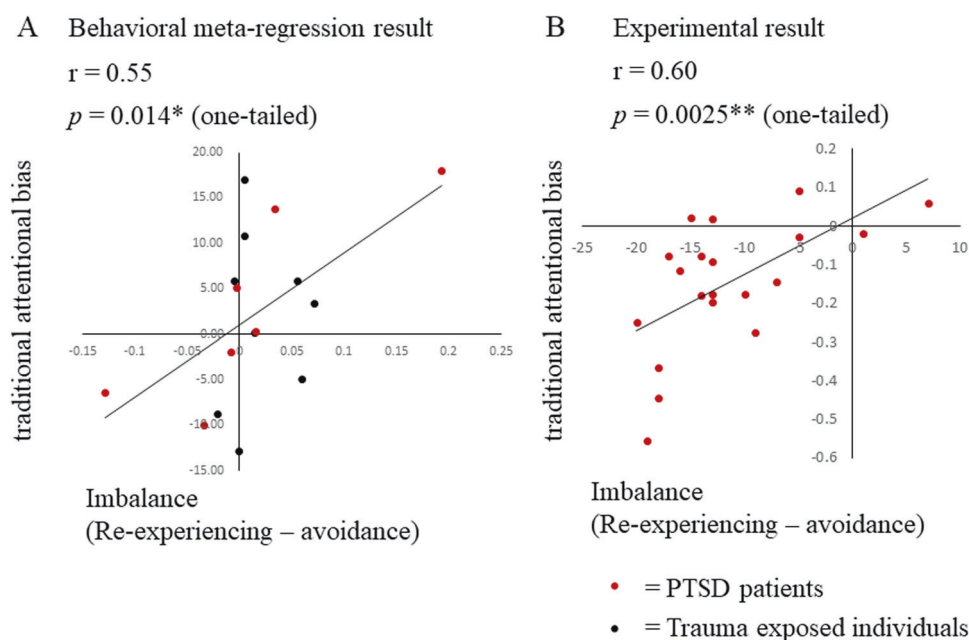 A Behavioral meta-regression result
r = 0.55
p = 0.014* (one-tailed)
20.00
15.00
10.00
5.00
0.00
-5.00
-10.00
-15.00
-0.15 -0.1 -0.05 0 0.05 0.1 0.15 0.2 0.25
traditional attentional bias
Imbalance
(Re-experiencing – avoidance)
B Experimental result
r = 0.60
p = 0.0025** (one-tailed)
0.2
0.1
0
-0.1
-0.2
-0.3
-0.4
-0.5
-0.6
-25 -20 -15 -10 -5 0 5 10
traditional attentional bias
Imbalance
(Re-experiencing – avoidance)
= PTSD patients
= Trauma exposed individuals